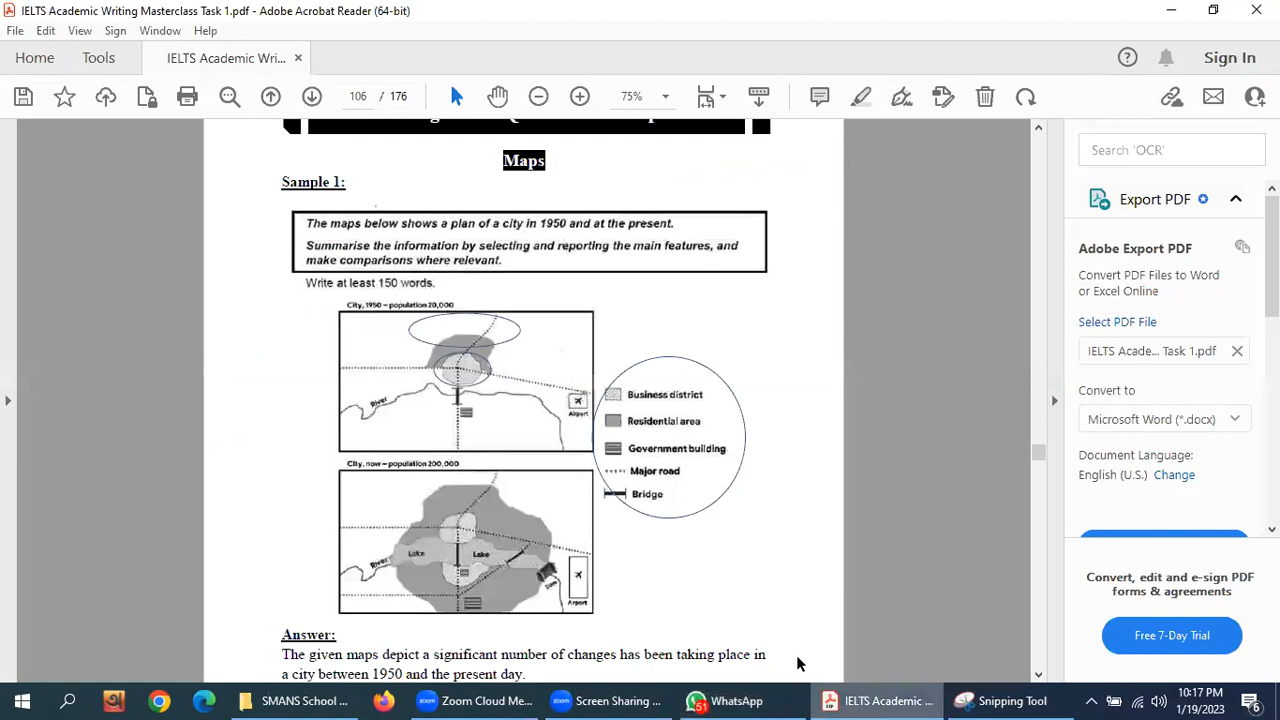 IELTS Academic Writing Masterclass Task 1.pdf - Adobe Acrobat Reader (64-bit)
File Edit View Sign Window Help
Home Tools IELTS Academic Wri... × Sign In
106 / 176 75%
Maps
Sample 1:
The maps below shows a plan of a city in 1950 and at the present.
Summarise the information by selecting and reporting the main features, and
make comparisons where relevant.
Write at least 150 words.
City, 1950 – population 20,000
River
Airport
Business district
Residential area
Government building
Major road
Bridge
City, now – population 200,000
River
Lake
Lake
Dam
Airport
Answer:
The given maps depict a significant number of changes has been taking place in
a city between 1950 and the present day.
Search 'OCR'
Export PDF
Adobe Export PDF
Convert PDF Files to Word
or Excel Online
Select PDF File
IELTS Acade... Task 1.pdf
Convert to
Microsoft Word (*.docx)
Document Language:
English (U.S.) Change
Convert, edit and e-sign PDF
forms & agreements
Free 7-Day Trial
SMANS School ... Zoom Cloud Me... Screen Sharing ... 51 WhatsApp IELTS Academic ... Snipping Tool
10:17 PM
1/19/2023
6